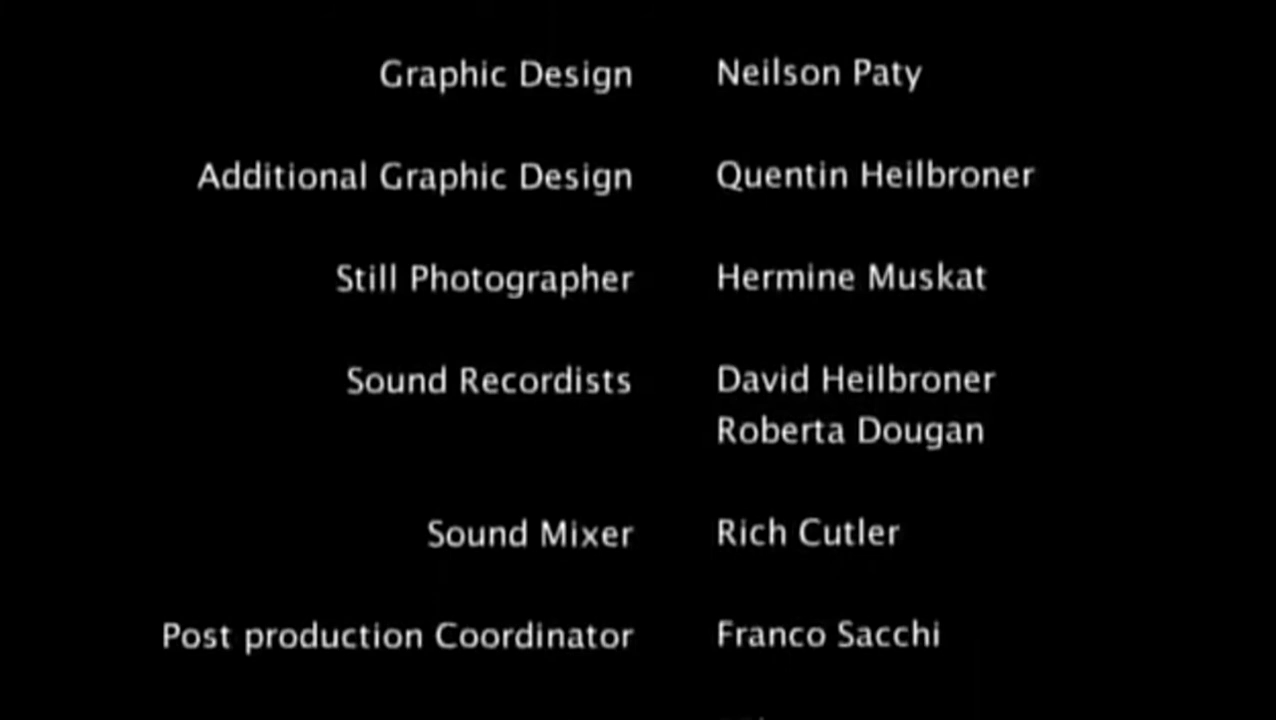 Graphic Design Neilson Paty
Additional Graphic Design Quentin Heilbroner
Still Photographer Hermine Muskat
Sound Recordists David Heilbroner
Roberta Dougan
Sound Mixer Rich Cutler
Post production Coordinator Franco Sacchi